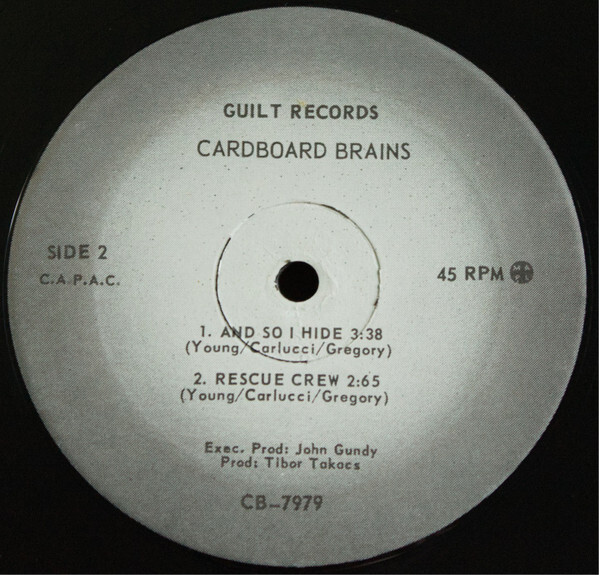 GUILT RECORDS
CARDBOARD BRAINS
SIDE 2
C.A.P.A.C.
45 RPM
1. AND SO I HIDE 3:38
(Young/Carlucci/Gregory)
2. RESCUE CREW 2:65
(Young/Carlucci/Gregory)
Exec. Prod: John Gundy
Prod: Tibor Takacs
CB-7979